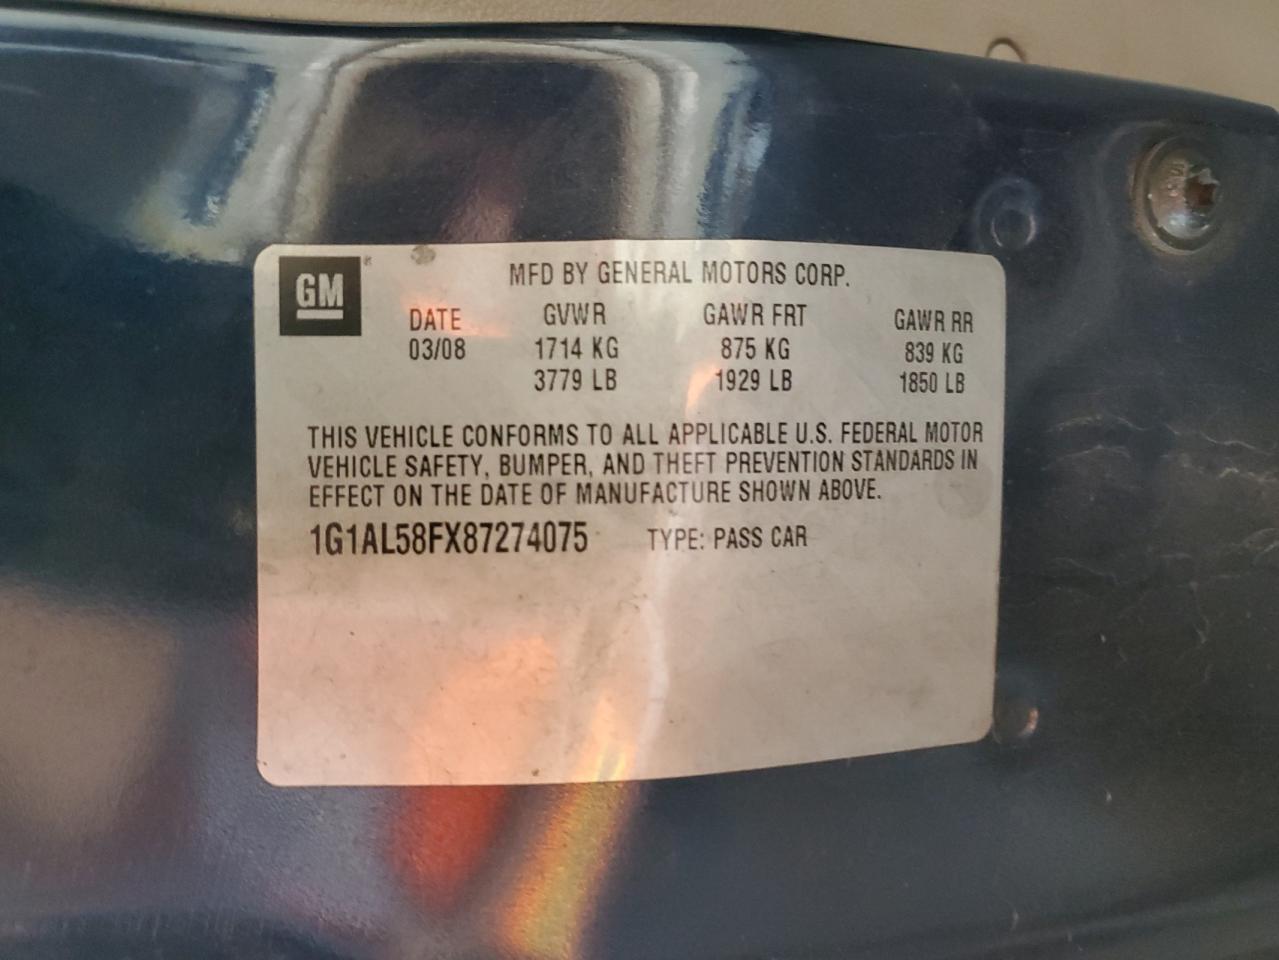 GM ®
MFD BY GENERAL MOTORS CORP.
DATE GVWR GAWR FRT GAWR RR
03/08 1714 KG 875 KG 839 KG
3779 LB 1929 LB 1850 LB
THIS VEHICLE CONFORMS TO ALL APPLICABLE U.S. FEDERAL MOTOR
VEHICLE SAFETY, BUMPER, AND THEFT PREVENTION STANDARDS IN
EFFECT ON THE DATE OF MANUFACTURE SHOWN ABOVE.
1G1AL58FX87274075 TYPE: PASS CAR